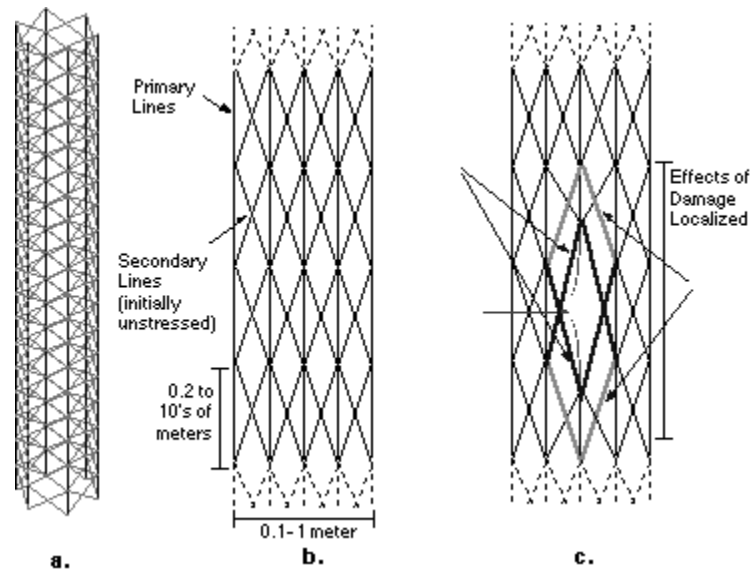 Primary
Lines
Secondary
Lines
(initially
unstressed)
0.2 to
10's of
meters
0.1-1 meter
Effects of
Damage
Localized
a.
b.
c.